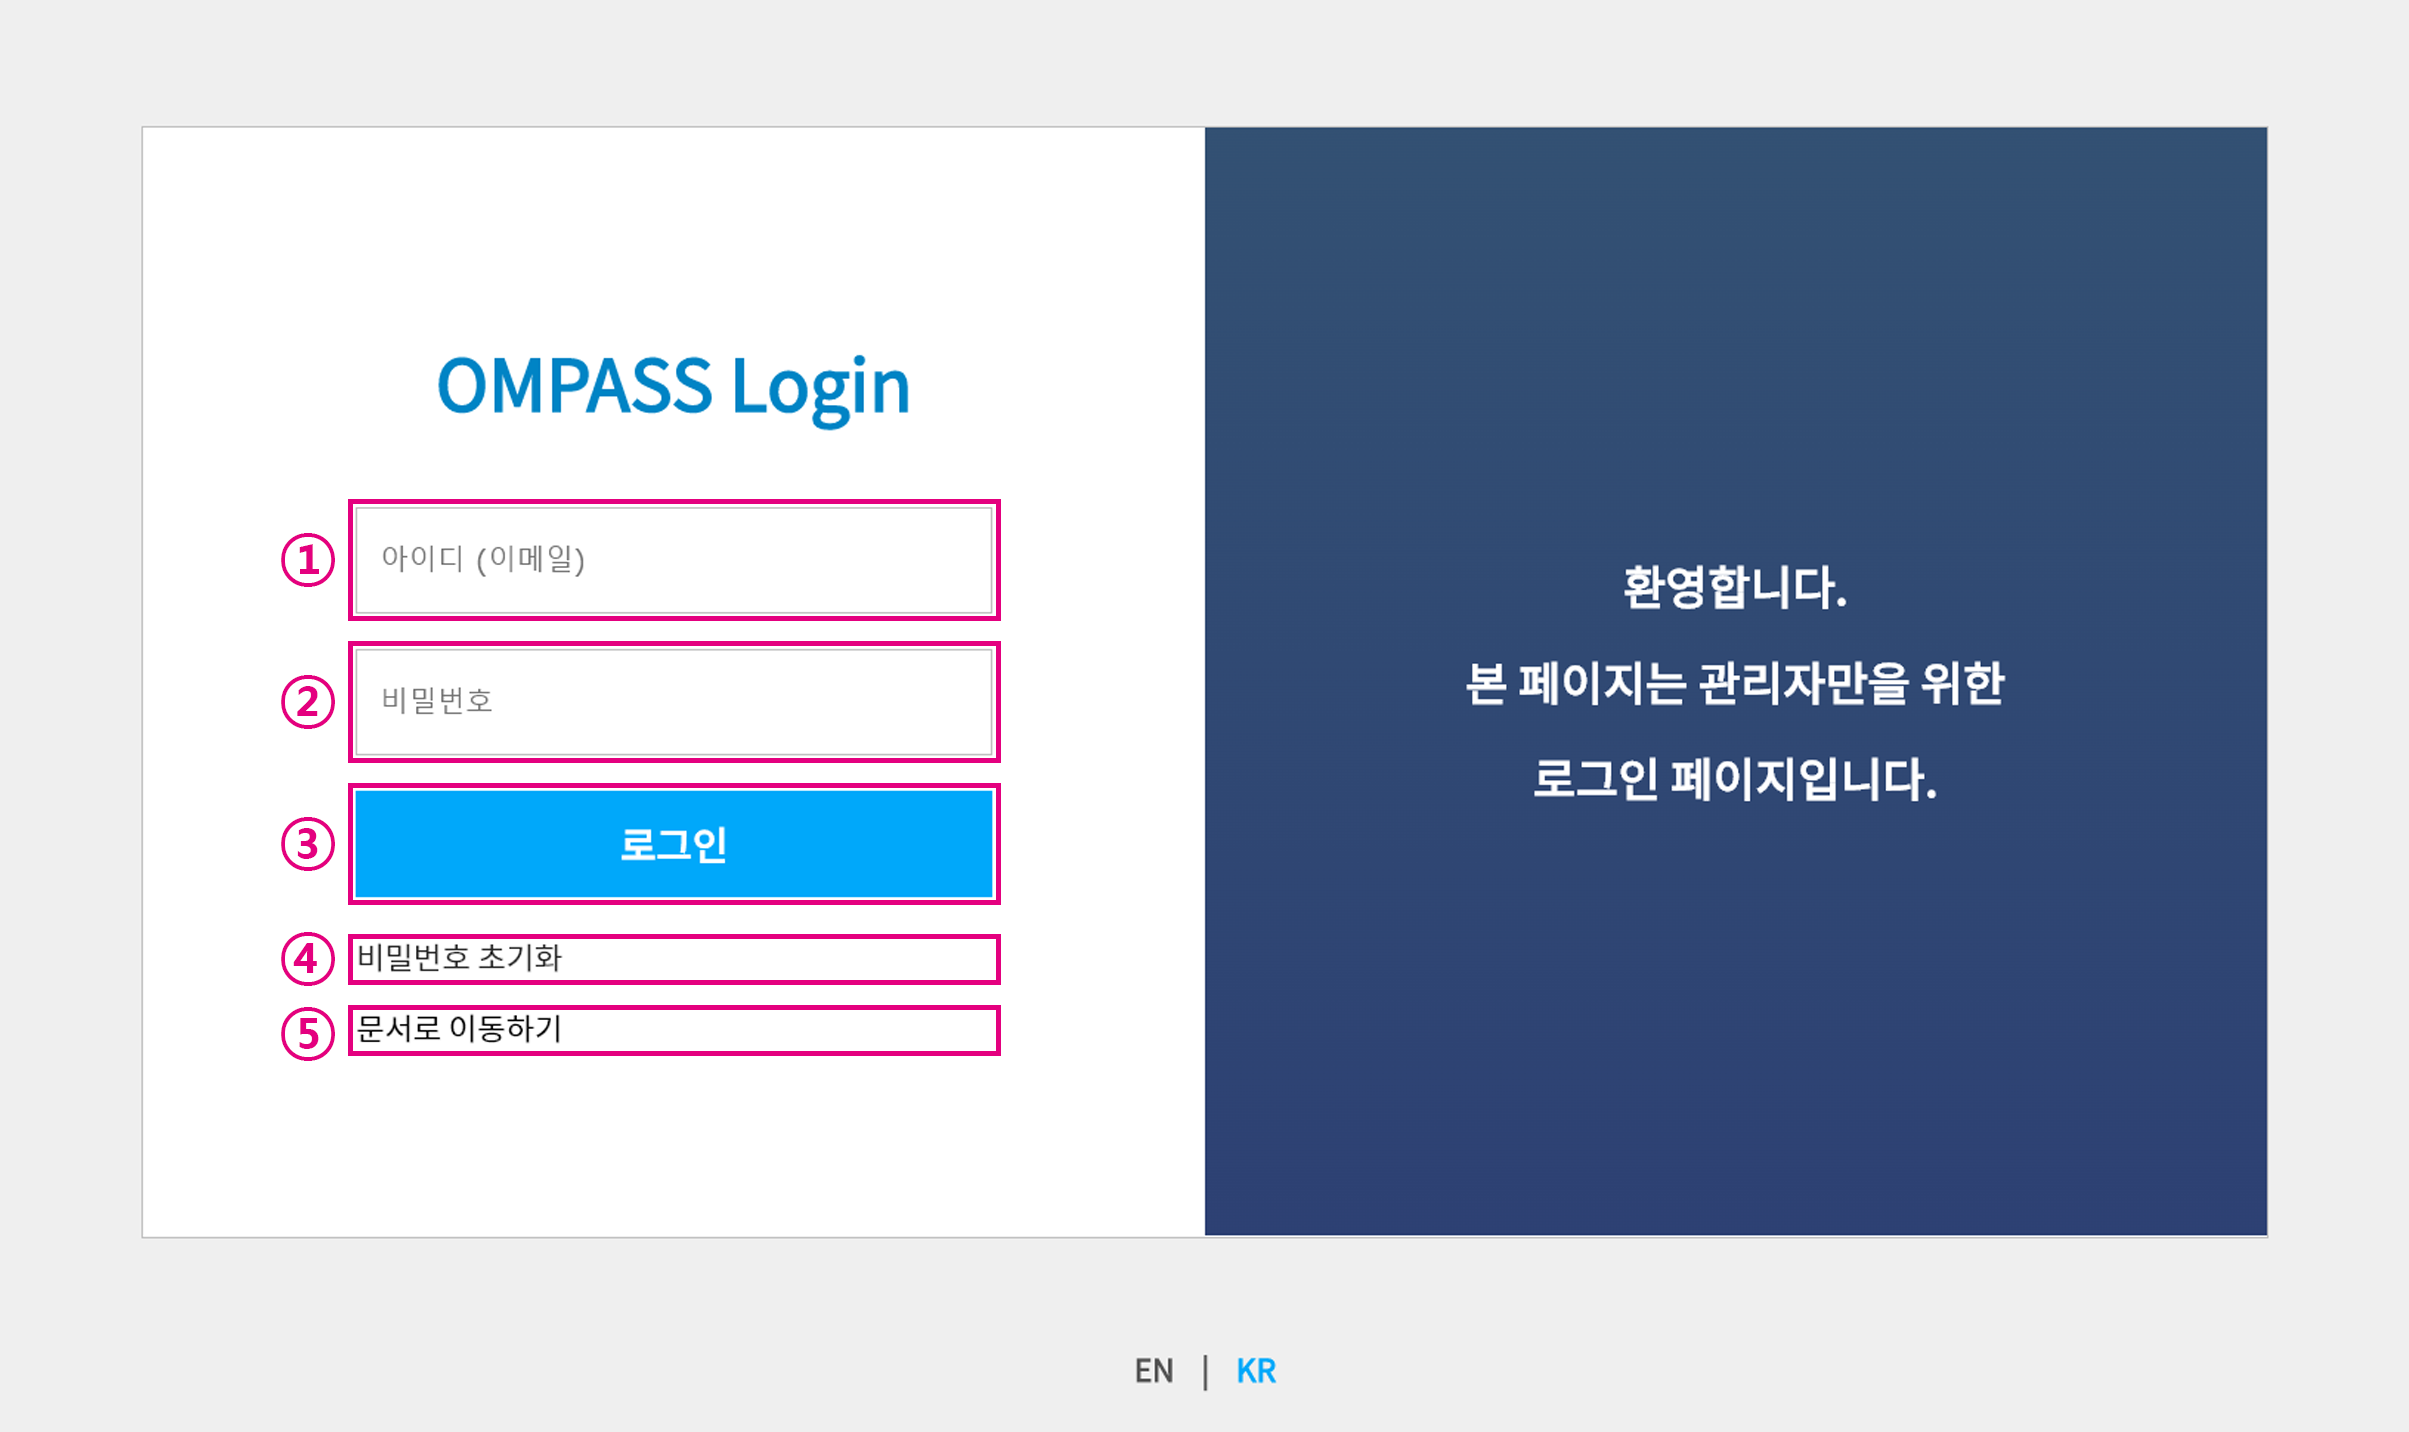 OMPASS Login
① 아이디 (이메일)
② 비밀번호
③ 로그인
④ 비밀번호 초기화
⑤ 문서로 이동하기
환영합니다.
본 페이지는 관리자만을 위한
로그인 페이지입니다.
EN | KR